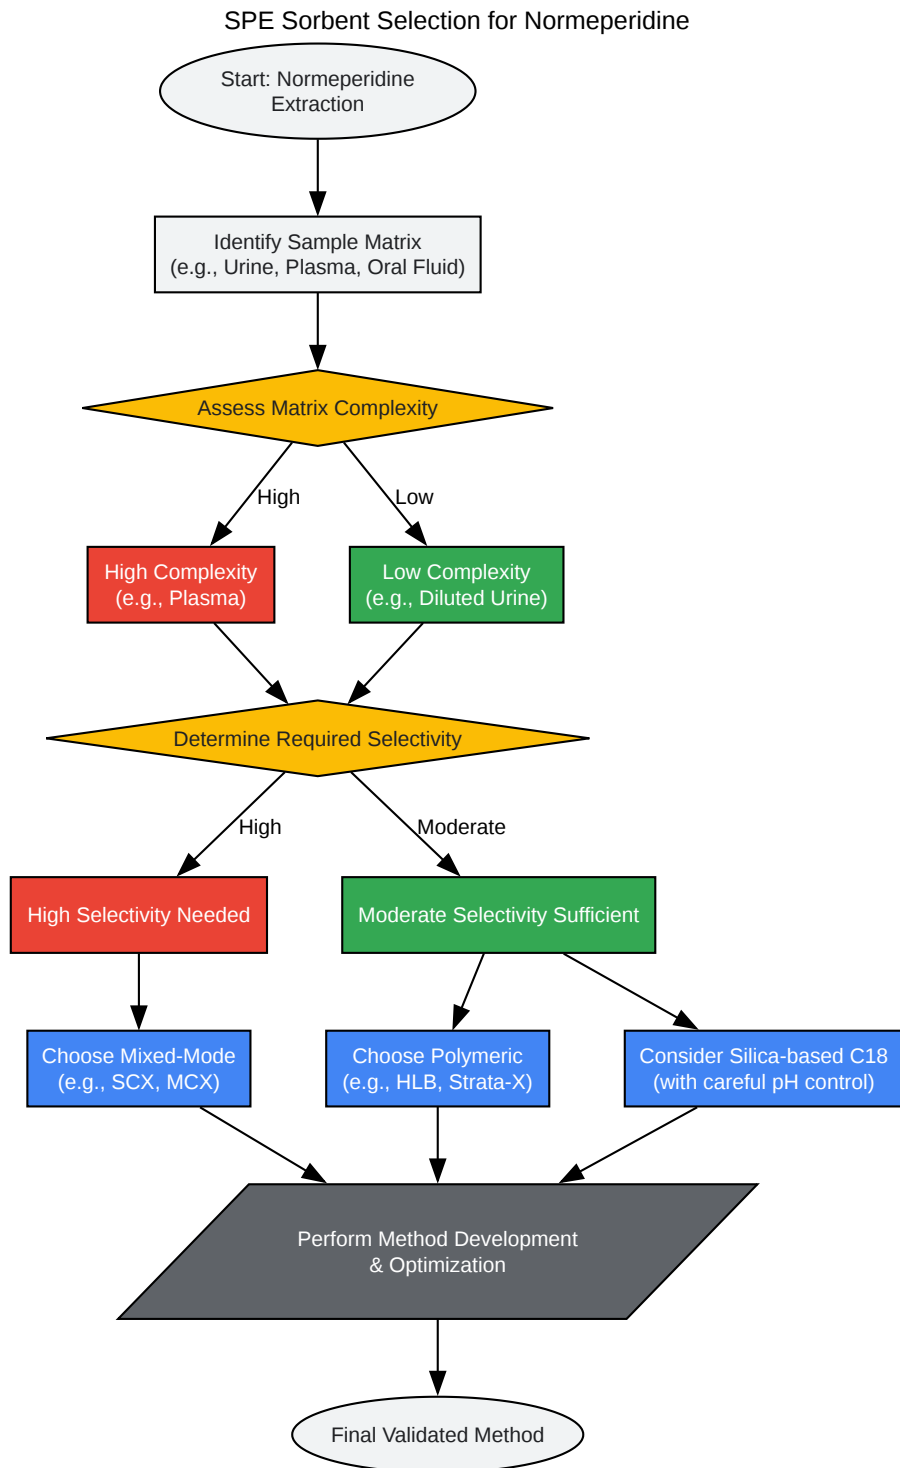 SPE Sorbent Selection for Normeperidine
Start: Normeperidine
Extraction
Identify Sample Matrix
(e.g., Urine, Plasma, Oral Fluid)
Assess Matrix Complexity
High
Low
High Complexity
(e.g., Plasma)
Low Complexity
(e.g., Diluted Urine)
Determine Required Selectivity
High
Moderate
High Selectivity Needed
Moderate Selectivity Sufficient
Choose Mixed-Mode
(e.g., SCX, MCX)
Choose Polymeric
(e.g., HLB, Strata-X)
Consider Silica-based C18
(with careful pH control)
Perform Method Development
& Optimization
Final Validated Method